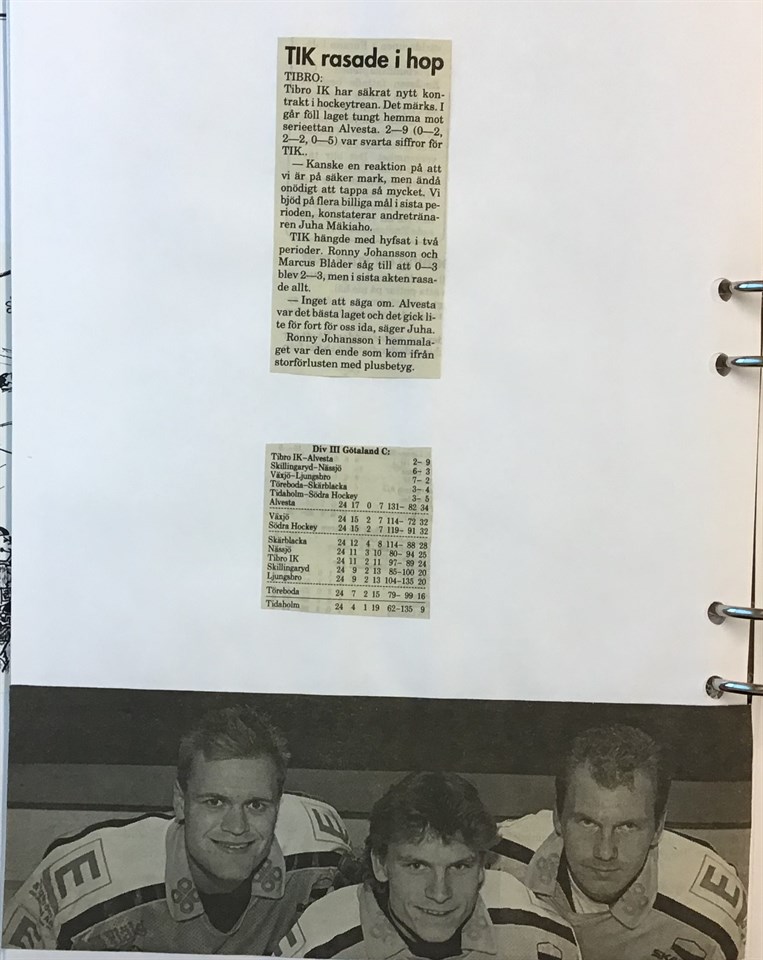 TIK rasade i hop
TIBRO:
Tibro IK har säkrat nytt kon-
trakt i hockeytrean. Det märks. I
går föll laget tungt hemma mot
serieettan Alvesta. 2—9 (0—2,
2—2, 0—5) var svarta siffror för
TIK..
— Kanske en reaktion på att
vi är på säker mark, men ändå
onödigt att tappa så mycket. Vi
bjöd på flera billiga mål i sista pe-
rioden, konstaterar andreträna-
ren Juha Mäkiaho.
TIK hängde med hyfsat i två
perioder. Ronny Johansson och
Marcus Blåder såg till att 0—3
blev 2—3, men i sista akten rasa-
de allt.
— Inget att säga om. Alvesta
var det bästa laget och det gick li-
te för fort för oss ida, säger Juha.
Ronny Johansson i hemmala-
get var den ende som kom ifrån
storförlusten med plusbetyg.
Div III Götaland C:
Tibro IK–Alvesta 2– 9
Skillingaryd–Nässjö 6– 3
Växjö–Ljungsbro 7– 2
Töreboda–Skärblacka 3– 4
Tidaholm–Södra Hockey 3– 5
Alvesta 24 17 0 7 131– 82 34
Växjö 24 15 2 7 114– 72 32
Södra Hockey 24 15 2 7 119– 91 32
Skärblacka 24 12 4 8 114– 88 28
Nässjö 24 11 3 10 80– 94 25
Tibro IK 24 11 2 11 97– 89 24
Skillingaryd 24 9 2 13 85–100 20
Ljungsbro 24 9 2 13 104–135 20
Töreboda 24 7 2 15 79– 99 16
Tidaholm 24 4 1 19 62–135 9
E
E
E